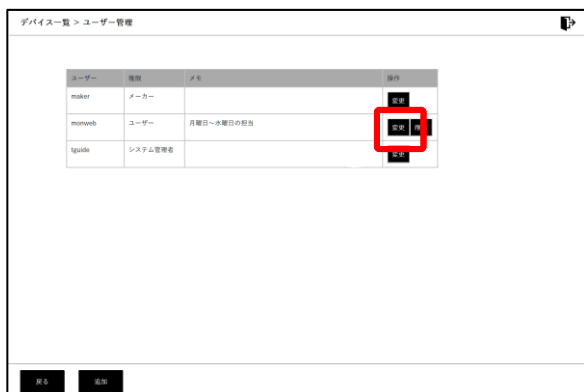 デバイス一覧 > ユーザー管理
ユーザー 権限 メモ 操作
maker メーカー 変更
monweb ユーザー 月曜日～水曜日の担当 変更
tguide システム管理者 変更
戻る 追加